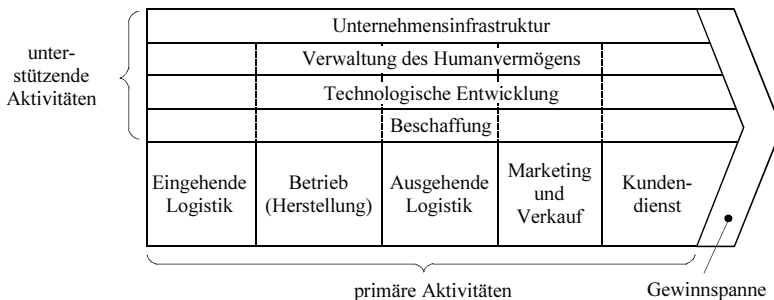 Unternehmensinfrastruktur
unter-
stützende
Aktivitäten
Verwaltung des Humanvermögens
Technologische Entwicklung
Beschaffung
Eingehende
Logistik
Betrieb
(Herstellung)
Ausgehende
Logistik
Marketing
und
Verkauf
Kunden-
dienst
primäre Aktivitäten
Gewinnspanne